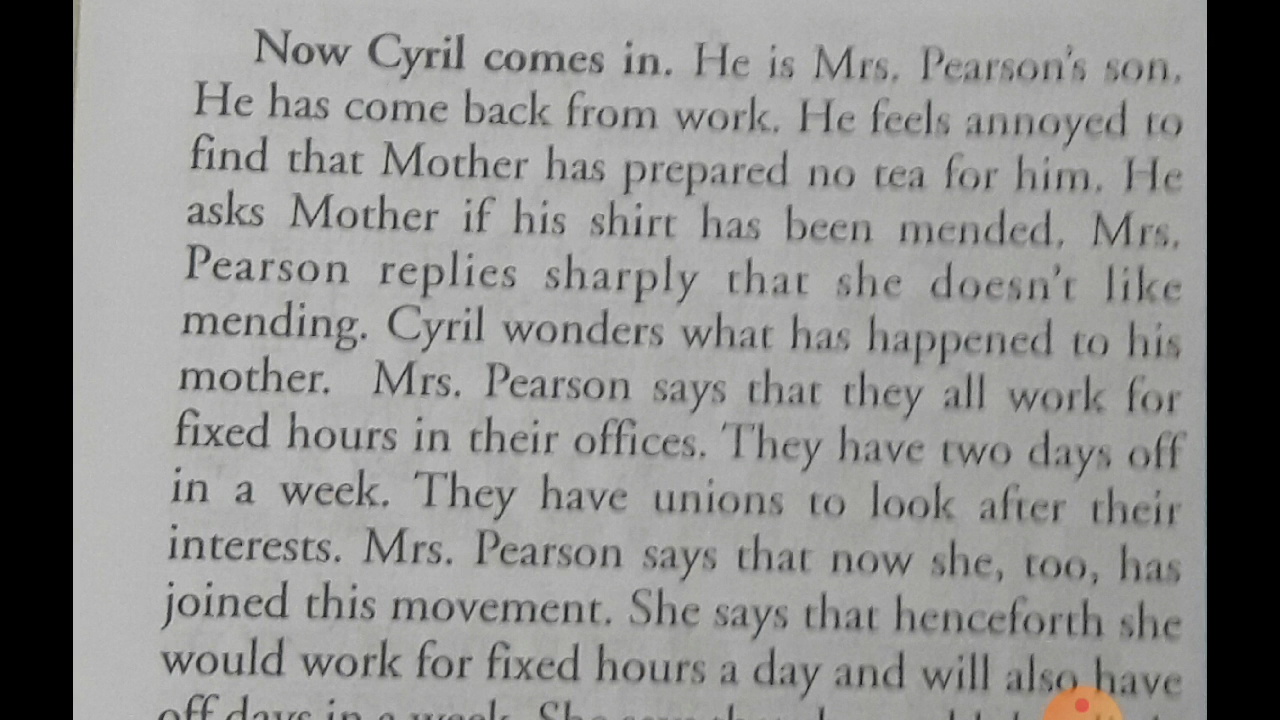 Now Cyril comes in. He is Mrs. Pearson's son.
He has come back from work. He feels annoyed to
find that Mother has prepared no tea for him. He
asks Mother if his shirt has been mended. Mrs.
Pearson replies sharply that she doesn't like
mending. Cyril wonders what has happened to his
mother. Mrs. Pearson says that they all work for
fixed hours in their offices. They have two days off
in a week. They have unions to look after their
interests. Mrs. Pearson says that now she, too, has
joined this movement. She says that henceforth she
would work for fixed hours a day and will also have
off days in a week. She